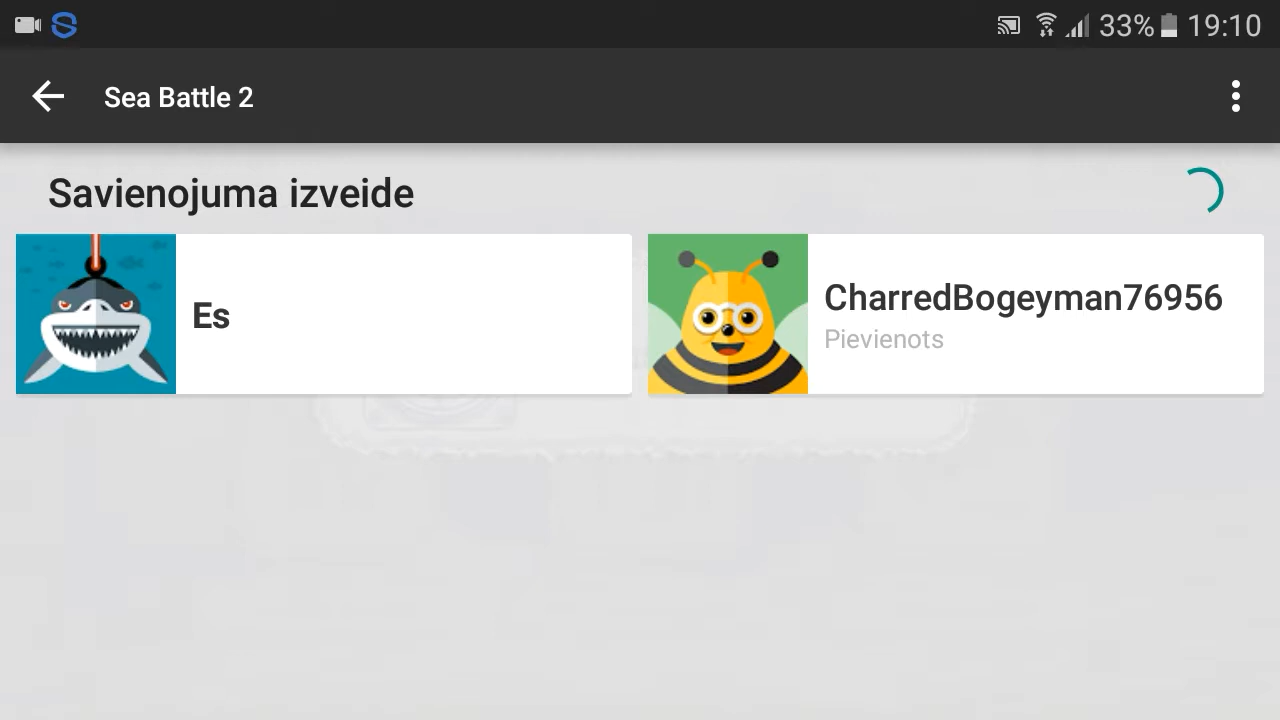 33% 19:10
Sea Battle 2
Savienojuma izveide
Es
CharredBogeyman76956
Pievienots